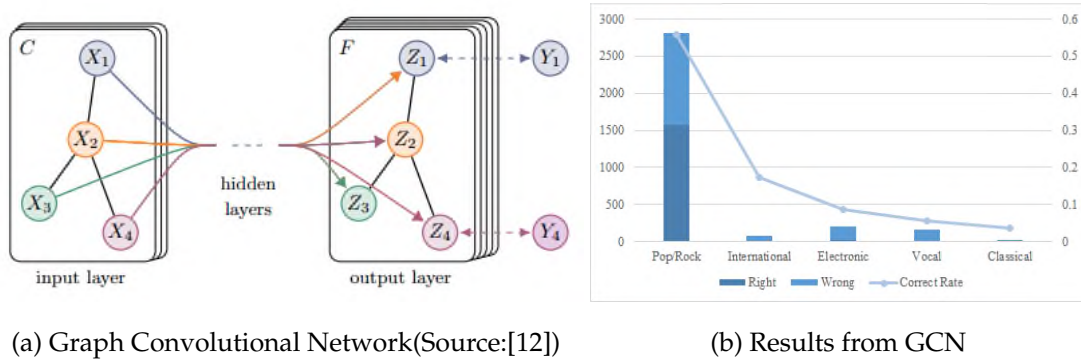 C
X1
X2
X3
X4
input layer
hidden
layers
F
Z1
Z2
Z3
Z4
output layer
Y1
Y4
3000
2500
2000
1500
1000
500
0
0.6
0.5
0.4
0.3
0.2
0.1
0
Pop/Rock International Electronic Vocal Classical
Right Wrong Correct Rate
(a) Graph Convolutional Network(Source:[12])
(b) Results from GCN